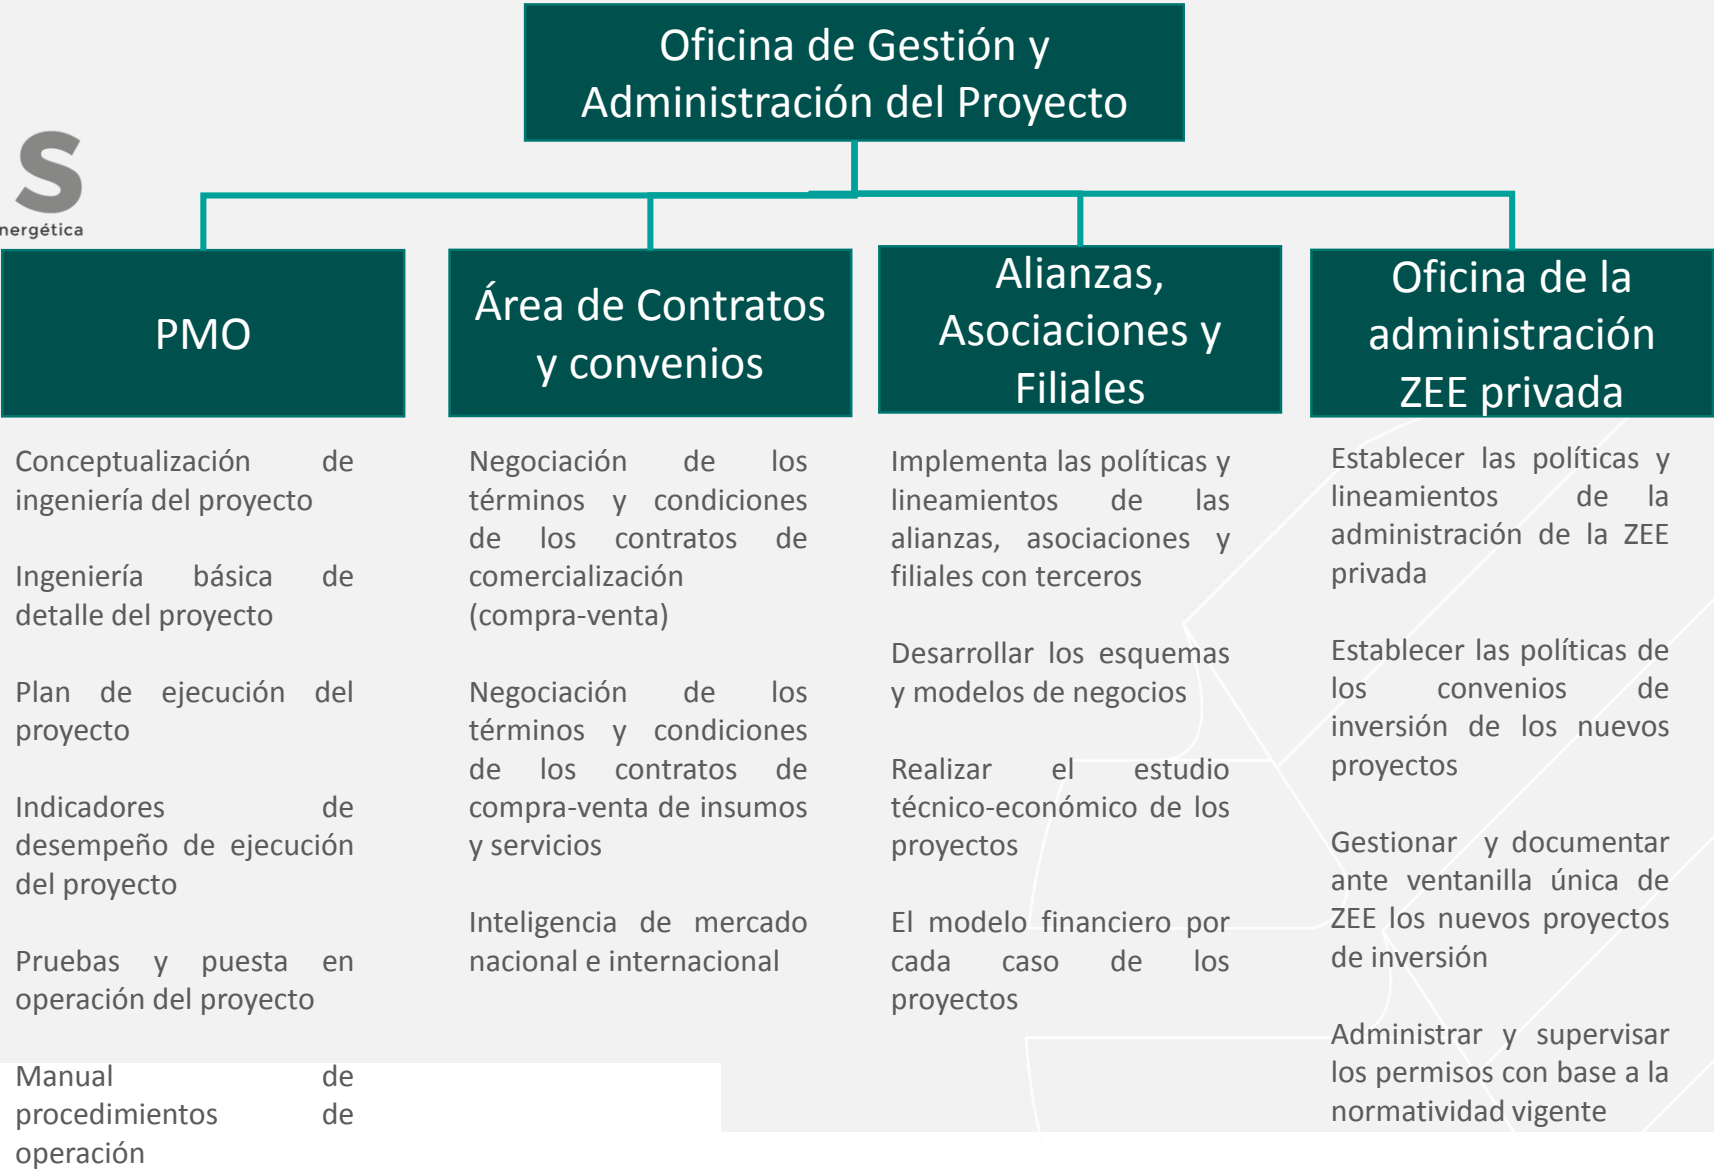 Oficina de Gestión y
Administración del Proyecto
S
nergética
PMO
Conceptualización de
ingeniería del proyecto
Ingeniería básica de
detalle del proyecto
Plan de ejecución del
proyecto
Indicadores de
desempeño de ejecución
del proyecto
Pruebas y puesta en
operación del proyecto
Manual de
procedimientos de
operación
Área de Contratos
y convenios
Negociación de los
términos y condiciones
de los contratos de
comercialización
(compra-venta)
Negociación de los
términos y condiciones
de los contratos de
compra-venta de insumos
y servicios
Inteligencia de mercado
nacional e internacional
Alianzas,
Asociaciones y
Filiales
Implementa las políticas y
lineamientos de las
alianzas, asociaciones y
filiales con terceros
Desarrollar los esquemas
y modelos de negocios
Realizar el estudio
técnico-económico de los
proyectos
El modelo financiero por
cada caso de los
proyectos
Oficina de la
administración
ZEE privada
Establecer las políticas y
lineamientos de la
administración de la ZEE
privada
Establecer las políticas de
los convenios de
inversión de los nuevos
proyectos
Gestionar y documentar
ante ventanilla única de
ZEE los nuevos proyectos
de inversión
Administrar y supervisar
los permisos con base a la
normatividad vigente